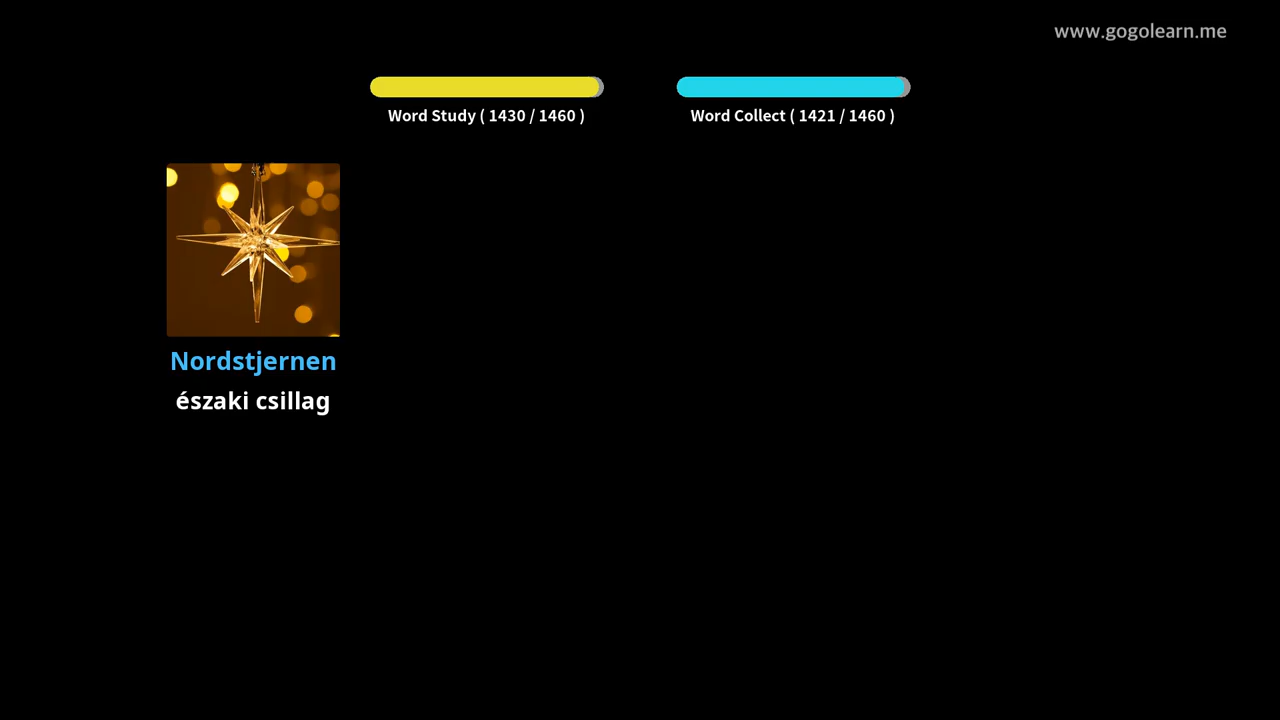 www.gogolearn.me
Word Study ( 1430 / 1460 )
Word Collect ( 1421 / 1460 )
Nordstjernen
északi csillag